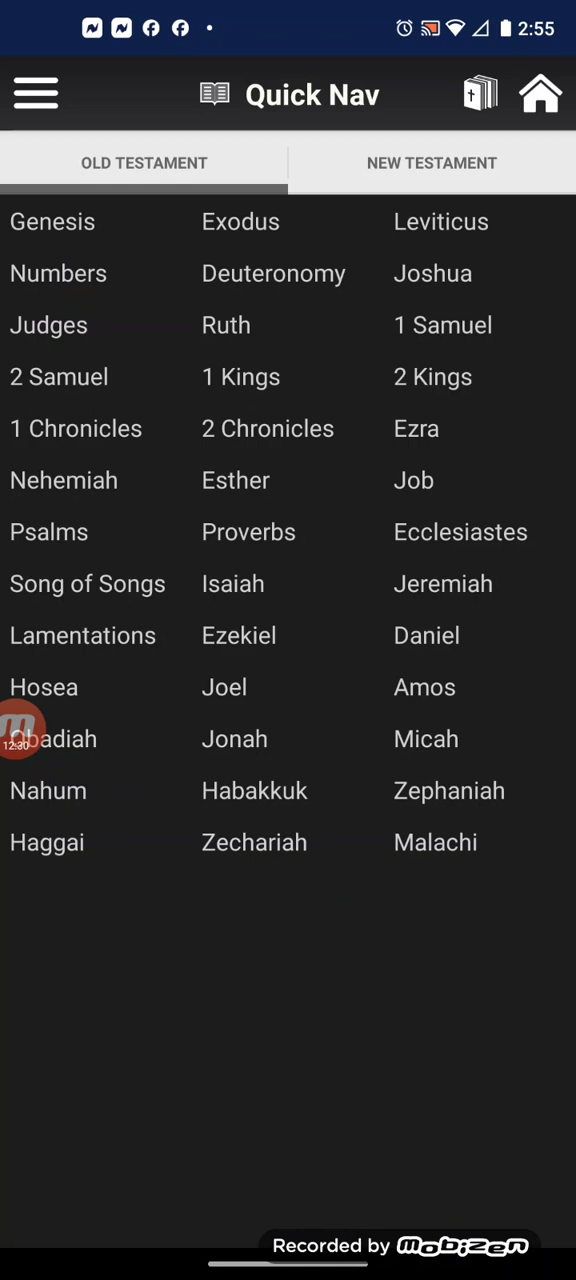 2:55
Quick Nav
OLD TESTAMENT NEW TESTAMENT
Genesis Exodus Leviticus
Numbers Deuteronomy Joshua
Judges Ruth 1 Samuel
2 Samuel 1 Kings 2 Kings
1 Chronicles 2 Chronicles Ezra
Nehemiah Esther Job
Psalms Proverbs Ecclesiastes
Song of Songs Isaiah Jeremiah
Lamentations Ezekiel Daniel
Hosea Joel Amos
Obadiah Jonah Micah
12:30
Nahum Habakkuk Zephaniah
Haggai Zechariah Malachi
Recorded by mobizen